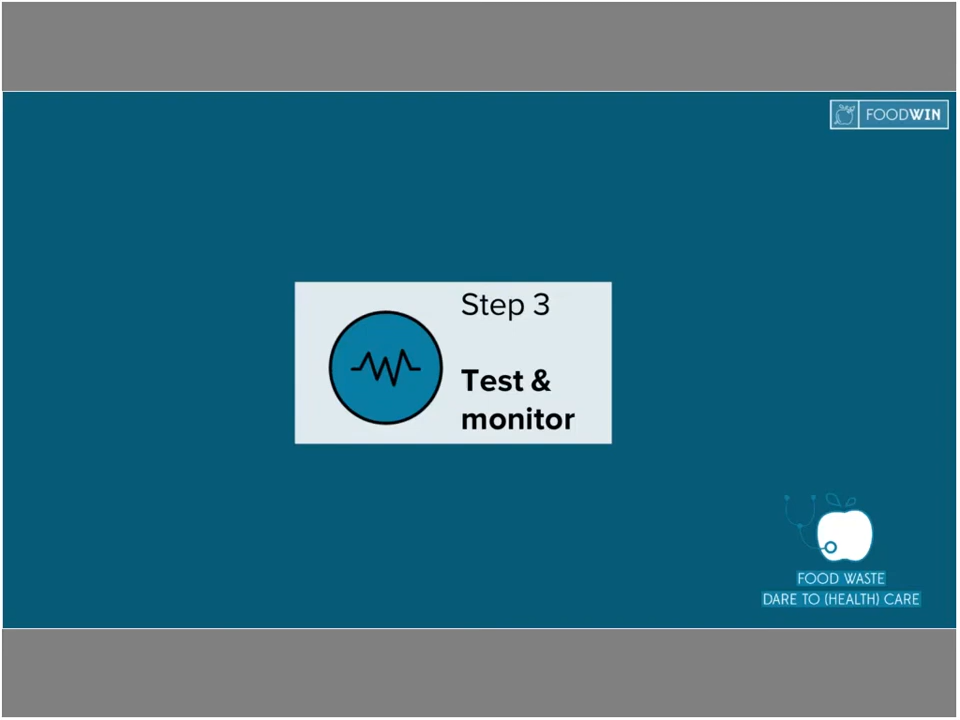 FOODWIN
Step 3
Test &
monitor
FOOD WASTE
DARE TO (HEALTH) CARE